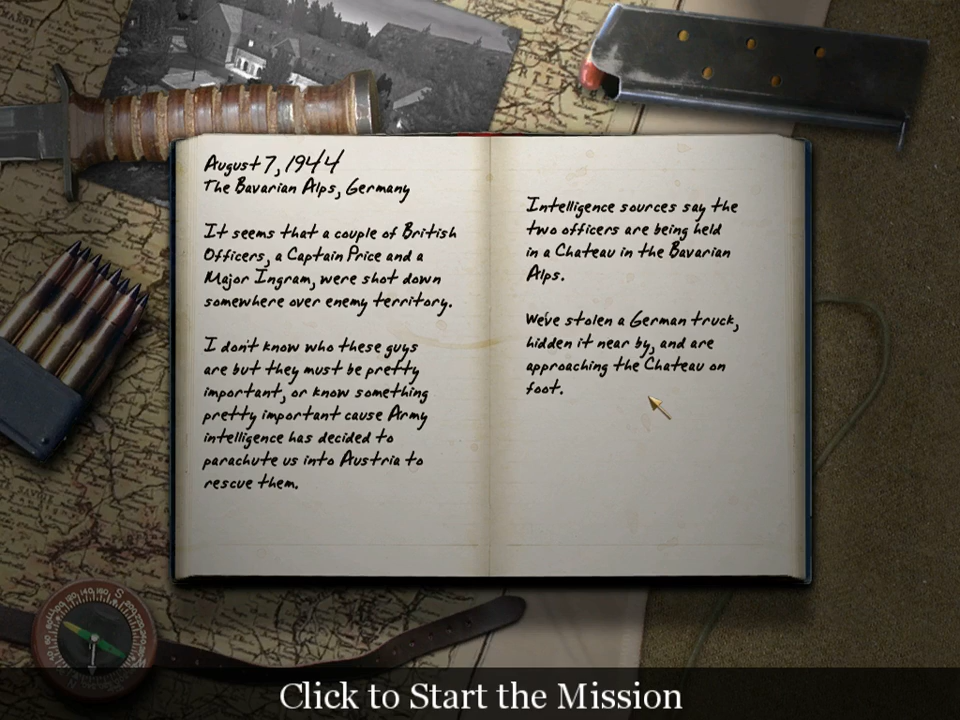 August 7, 1944
The Bavarian Alps, Germany
It seems that a couple of British
Officers, a Captain Price and a
Major Ingram, were shot down
somewhere over enemy territory.
I don't know who these guys
are but they must be pretty
important, or know something
pretty important cause Army
intelligence has decided to
parachute us into Austria to
rescue them.
Intelligence sources say the
two officers are being held
in a Chateau in the Bavarian
Alps.
We've stolen a German truck,
hidden it near by, and are
approaching the Chateau on
foot.
Click to Start the Mission